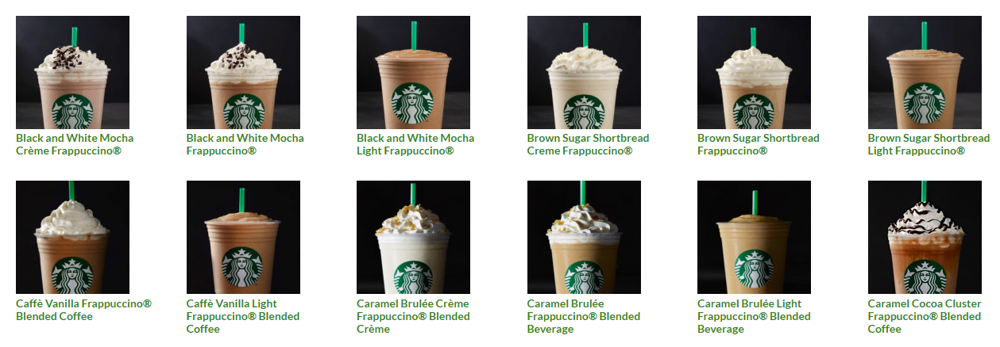 Black and White Mocha
Crème Frappuccino®
Black and White Mocha
Frappuccino®
Black and White Mocha
Light Frappuccino®
Brown Sugar Shortbread
Creme Frappuccino®
Brown Sugar Shortbread
Frappuccino®
Brown Sugar Shortbread
Light Frappuccino®
Caffè Vanilla Frappuccino®
Blended Coffee
Caffè Vanilla Light
Frappuccino® Blended
Coffee
Caramel Brulée Crème
Frappuccino® Blended
Crème
Caramel Brulée
Frappuccino® Blended
Beverage
Caramel Brulée Light
Frappuccino® Blended
Beverage
Caramel Cocoa Cluster
Frappuccino® Blended
Coffee